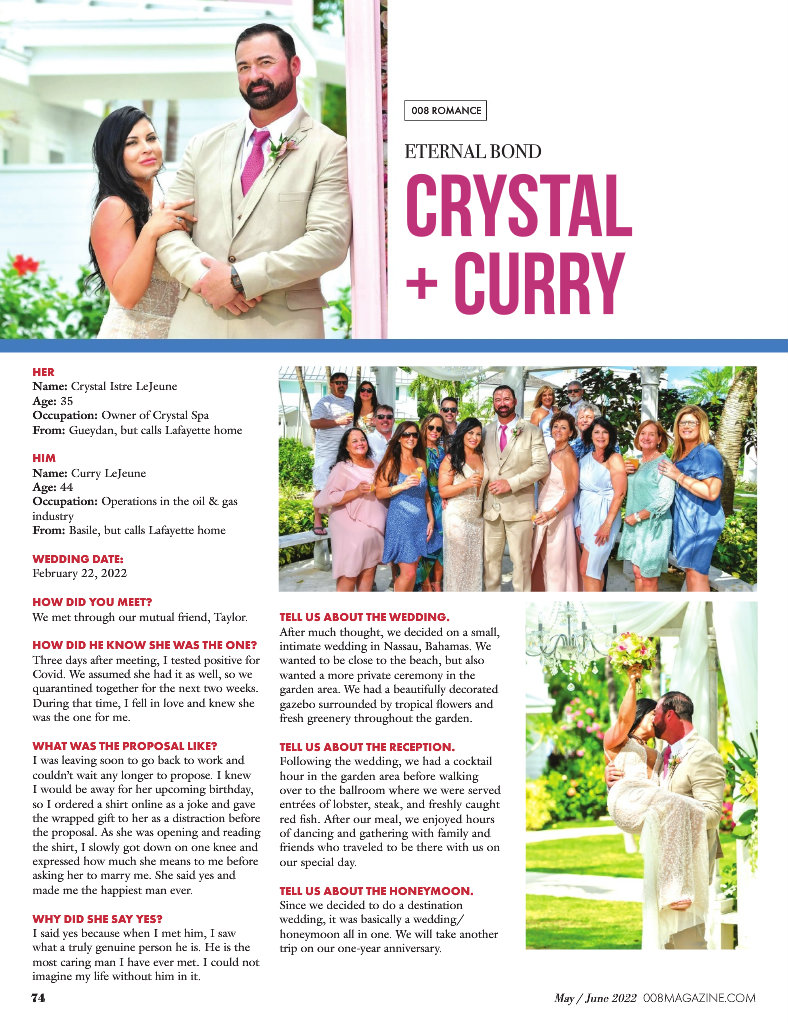 008 ROMANCE
ETERNAL BOND
CRYSTAL
+ CURRY
HER
Name: Crystal Istre LeJeune
Age: 35
Occupation: Owner of Crystal Spa
From: Gueydan, but calls Lafayette home
HIM
Name: Curry LeJeune
Age: 44
Occupation: Operations in the oil & gas
industry
From: Basile, but calls Lafayette home
WEDDING DATE:
February 22, 2022
HOW DID YOU MEET?
We met through our mutual friend, Taylor.
HOW DID HE KNOW SHE WAS THE ONE?
Three days after meeting, I tested positive for
Covid. We assumed she had it as well, so we
quarantined together for the next two weeks.
During that time, I fell in love and knew she
was the one for me.
WHAT WAS THE PROPOSAL LIKE?
I was leaving soon to go back to work and
couldn't wait any longer to propose. I knew
I would be away for her upcoming birthday,
so I ordered a shirt online as a joke and gave
the wrapped gift to her as a distraction before
the proposal. As she was opening and reading
the shirt, I slowly got down on one knee and
expressed how much she means to me before
asking her to marry me. She said yes and
made me the happiest man ever.
WHY DID SHE SAY YES?
I said yes because when I met him, I saw
what a truly genuine person he is. He is the
most caring man I have ever met. I could not
imagine my life without him in it.
TELL US ABOUT THE WEDDING.
After much thought, we decided on a small,
intimate wedding in Nassau, Bahamas. We
wanted to be close to the beach, but also
wanted a more private ceremony in the
garden area. We had a beautifully decorated
gazebo surrounded by tropical flowers and
fresh greenery throughout the garden.
TELL US ABOUT THE RECEPTION.
Following the wedding, we had a cocktail
hour in the garden area before walking
over to the ballroom where we were served
entrées of lobster, steak, and freshly caught
red fish. After our meal, we enjoyed hours
of dancing and gathering with family and
friends who traveled to be there with us on
our special day.
TELL US ABOUT THE HONEYMOON.
Since we decided to do a destination
wedding, it was basically a wedding/
honeymoon all in one. We will take another
trip on our one-year anniversary.
74
May / June 2022 008MAGAZINE.COM